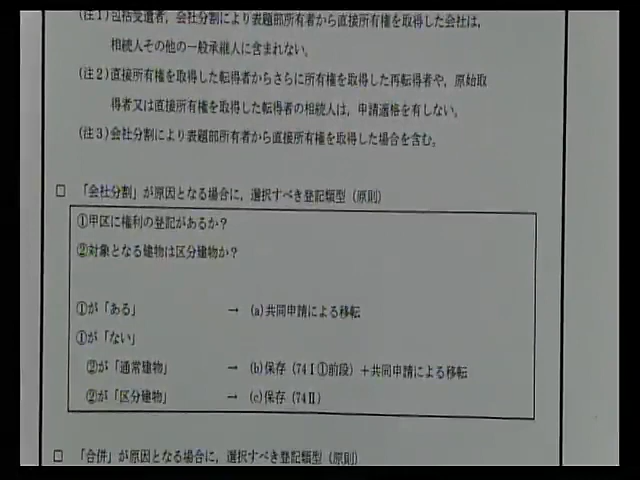 (注1)包括受遺者，会社分割により表題部所有者から直接所有権を取得した会社は，
相続人その他の一般承継人に含まれない。
(注2)直接所有権を取得した転得者からさらに所有権を取得した再転得者や，原始取
得者又は直接所有権を取得した転得者の相続人は，申請適格を有しない。
(注3)会社分割により表題部所有者から直接所有権を取得した場合を含む。
□ 「会社分割」が原因となる場合に，選択すべき登記類型（原則）
①甲区に権利の登記があるか？
②対象となる建物は区分建物か？
①が「ある」 → (a)共同申請による移転
①が「ない」
②が「通常建物」 → (b)保存（74Ⅰ①前段）＋共同申請による移転
②が「区分建物」 → (c)保存（74Ⅱ）
□ 「合併」が原因となる場合に，選択すべき登記類型（原則）